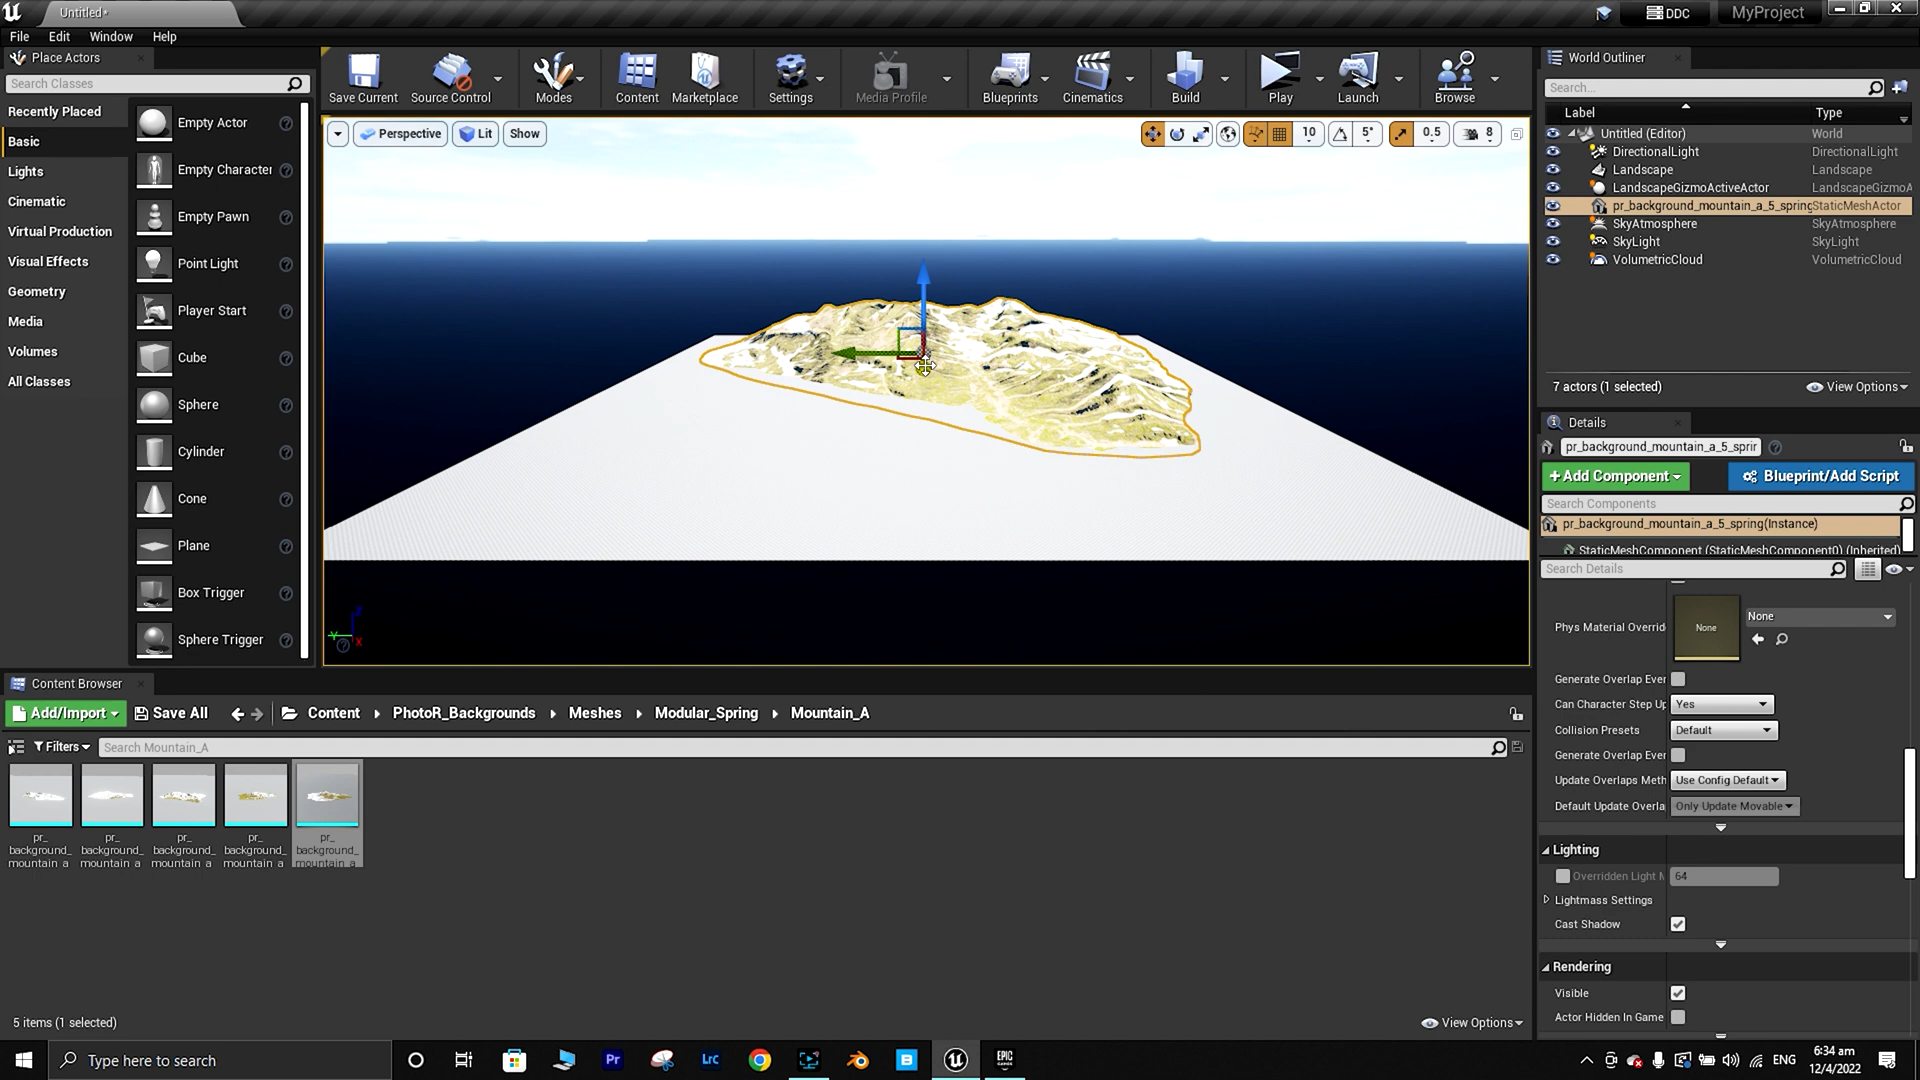 Untitled*
DDC
MyProject
File Edit Window Help
Place Actors
Search Classes
Recently Placed
Basic
Lights
Cinematic
Virtual Production
Visual Effects
Geometry
Media
Volumes
All Classes
Empty Actor
Empty Character
Empty Pawn
Point Light
Player Start
Cube
Sphere
Cylinder
Cone
Plane
Box Trigger
Sphere Trigger
Save Current
Source Control
Modes
Content
Marketplace
Settings
Media Profile
Blueprints
Cinematics
Build
Play
Launch
Browse
Perspective Lit Show
10 5° 0.5 8
World Outliner
Search...
Label Type
Untitled (Editor) World
DirectionalLight DirectionalLight
Landscape Landscape
LandscapeGizmoActiveActor LandscapeGizmoA
pr_background_mountain_a_5_spring StaticMeshActor
SkyAtmosphere SkyAtmosphere
SkyLight SkyLight
VolumetricCloud VolumetricCloud
7 actors (1 selected) View Options
Details
pr_background_mountain_a_5_sprir
+Add Component Blueprint/Add Script
Search Components
pr_background_mountain_a_5_spring(Instance)
StaticMeshComponent (StaticMeshComponent0) (Inherited)
Search Details
Phys Material Overrid None None
Generate Overlap Ever
Can Character Step Up Yes
Collision Presets Default
Generate Overlap Ever
Update Overlaps Meth Use Config Default
Default Update Overla Only Update Movable
Lighting
Overridden Light M 64
Lightmass Settings
Cast Shadow
Rendering
Visible
Actor Hidden In Game
Content Browser
Add/Import Save All Content PhotoR_Backgrounds Meshes Modular_Spring Mountain_A
Filters Search Mountain_A
pr_ pr_ pr_ pr_ pr_
background_ background_ background_ background_ background_
mountain_a mountain_a mountain_a mountain_a mountain_a
5 items (1 selected) View Options
Type here to search
Pr
Lrc
B
EPIC
GAMES
ENG
6:34 am
12/4/2022